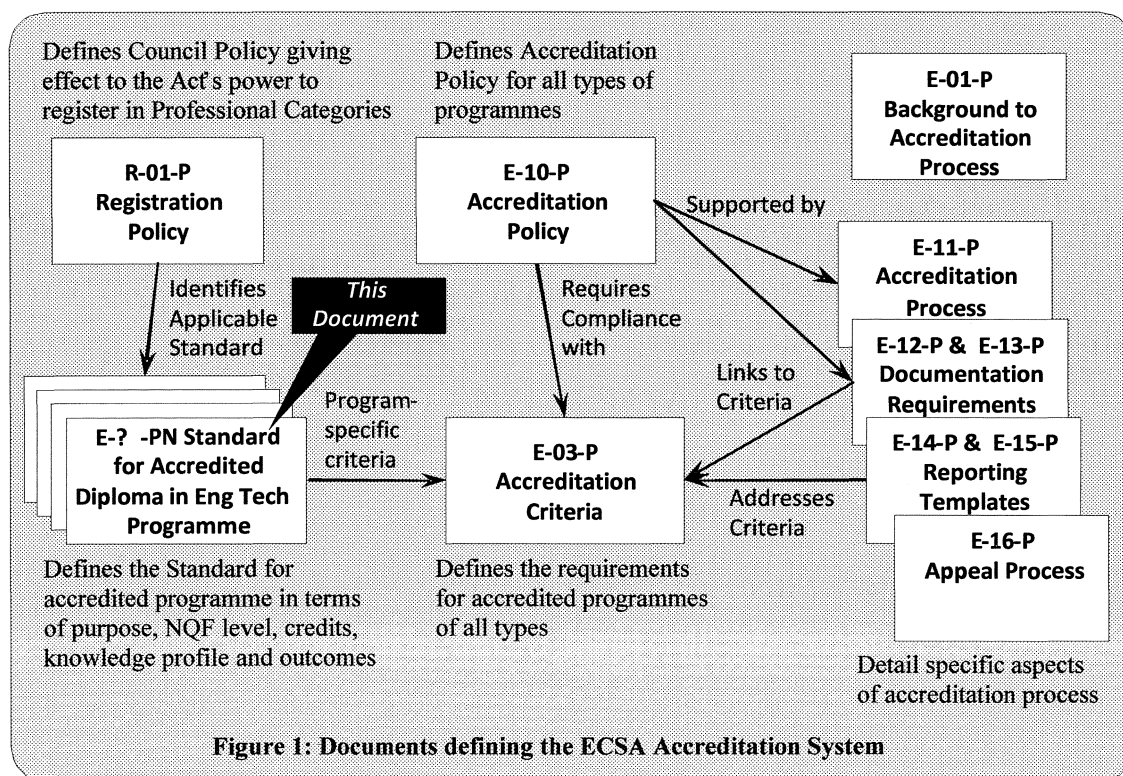 Defines Council Policy giving
effect to the Act's power to
register in Professional Categories
Defines Accreditation
Policy for all types of
programmes
E-01-P
Background to
Accreditation
Process
R-01-P
Registration
Policy
E-10-P
Accreditation
Policy
Supported by
E-11-P
Accreditation
Process
Identifies
Applicable
Standard
This
Document
Requires
Compliance
with
E-12-P & E-13-P
Documentation
Requirements
Links to
Criteria
E-? -PN Standard
for Accredited
Diploma in Eng Tech
Programme
Program-
specific
criteria
E-03-P
Accreditation
Criteria
E-14-P & E-15-P
Reporting
Templates
Addresses
Criteria
E-16-P
Appeal Process
Defines the Standard for
accredited programme in terms
of purpose, NQF level, credits,
knowledge profile and outcomes
Defines the requirements
for accredited programmes
of all types
Detail specific aspects
of accreditation process
Figure 1: Documents defining the ECSA Accreditation System